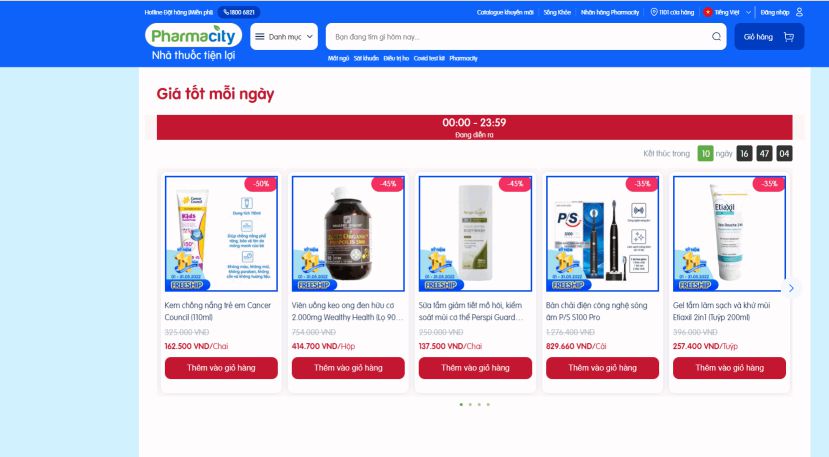 Hotline Đặt hàng (Miễn phí) 1800 6821 Catalogue khuyến mãi Sống Khỏe Nhãn hàng Pharmacity 1101 cửa hàng Tiếng Việt Đăng nhập
Pharmacity
Nhà thuốc tiện lợi
Danh mục
Bạn đang tìm gì hôm nay...
Giỏ hàng
Mất ngủ Sát khuẩn Điều trị ho Covid test kit Pharmacity
Giá tốt mỗi ngày
00:00 - 23:59
Đang diễn ra
Kết thúc trong 10 ngày 16 47 04
-50%
Cancer Council
Kids
FREESHIP
Kem chống nắng trẻ em Cancer
Council (110ml)
325.000 VND
162.500 VND/Chai
Thêm vào giỏ hàng
-45%
FREESHIP
Viên uống keo ong đen hữu cơ
2.000mg Wealthy Health (Lọ 90...
754.000 VND
414.700 VND/Hộp
Thêm vào giỏ hàng
-45%
FREESHIP
Sữa tắm giảm tiết mồ hôi, kiểm
soát mùi cơ thể Perspi Guard...
250.000 VND
137.500 VND/Chai
Thêm vào giỏ hàng
-35%
P/S
S100
FREESHIP
Bàn chải điện công nghệ sóng
âm P/S S100 Pro
1.276.400 VND
829.660 VND/Cái
Thêm vào giỏ hàng
-35%
Etiaxil
FREESHIP
Gel tắm làm sạch và khử mùi
Etiaxil 2in1 (Tuýp 200ml)
396.000 VND
257.400 VND/Tuýp
Thêm vào giỏ hàng